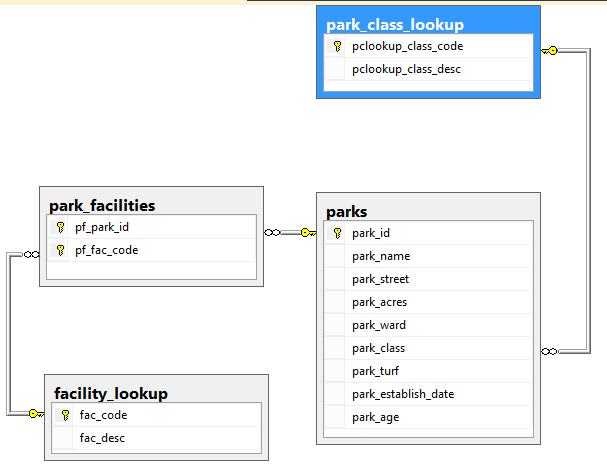 park_class_lookup
pclookup_class_code
pclookup_class_desc
park_facilities
pf_park_id
pf_fac_code
parks
park_id
park_name
park_street
park_acres
park_ward
park_class
park_turf
park_establish_date
park_age
facility_lookup
fac_code
fac_desc